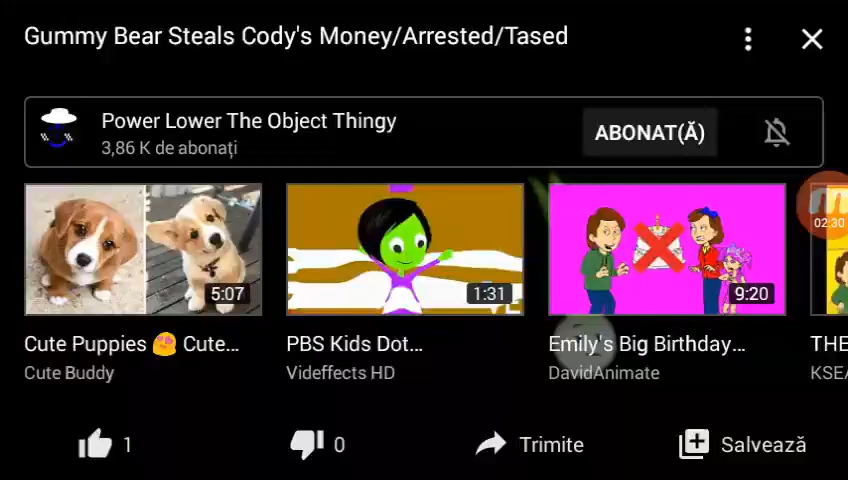 Gummy Bear Steals Cody's Money/Arrested/Tased
Power Lower The Object Thingy
3,86 K de abonați
ABONAT(Ă)
02:30
5:07
1:31
9:20
Cute Puppies 😍 Cute...
PBS Kids Dot...
Emily's Big Birthday...
THE
Cute Buddy
Videffects HD
DavidAnimate
KSEA
1
0
Trimite
Salvează